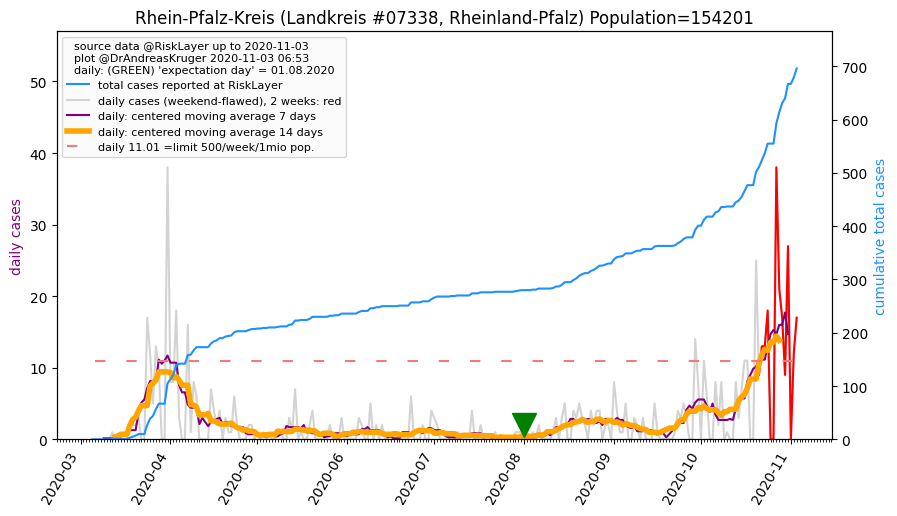 Rhein-Pfalz-Kreis (Landkreis #07338, Rheinland-Pfalz) Population=154201
source data @RiskLayer up to 2020-11-03
plot @DrAndreasKruger 2020-11-03 06:53
daily: (GREEN) 'expectation day' = 01.08.2020
total cases reported at RiskLayer
daily cases (weekend-flawed), 2 weeks: red
daily: centered moving average 7 days
daily: centered moving average 14 days
daily 11.01 =limit 500/week/1mio pop.
daily cases
50
40
30
20
10
0
700
600
500
400
300
200
100
0
cumulative total cases
2020-03
2020-04
2020-05
2020-06
2020-07
2020-08
2020-09
2020-10
2020-11